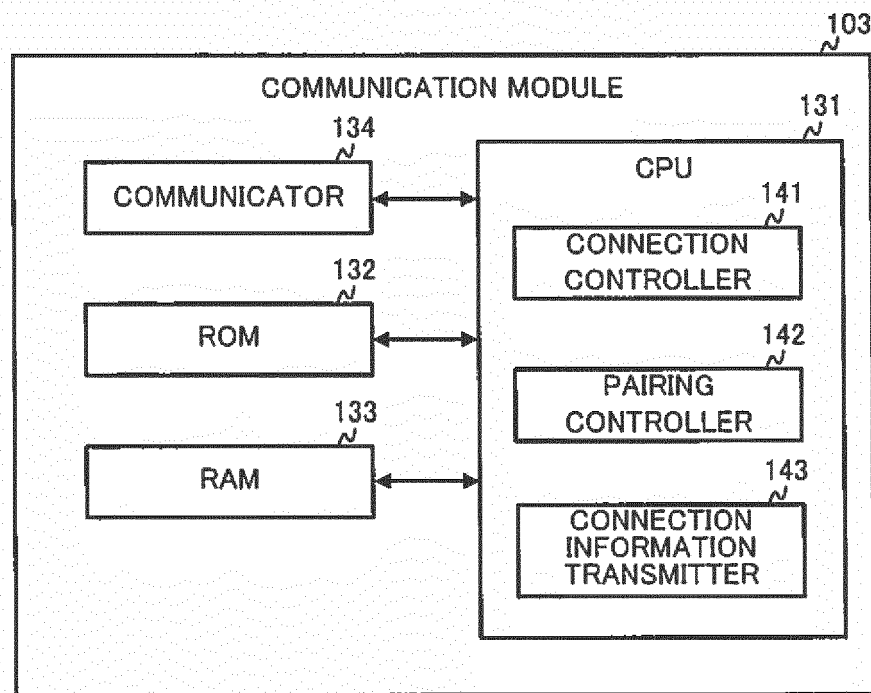 103
COMMUNICATION MODULE
134
COMMUNICATOR
132
ROM
133
RAM
131
CPU
141
CONNECTION
CONTROLLER
142
PAIRING
CONTROLLER
143
CONNECTION
INFORMATION
TRANSMITTER